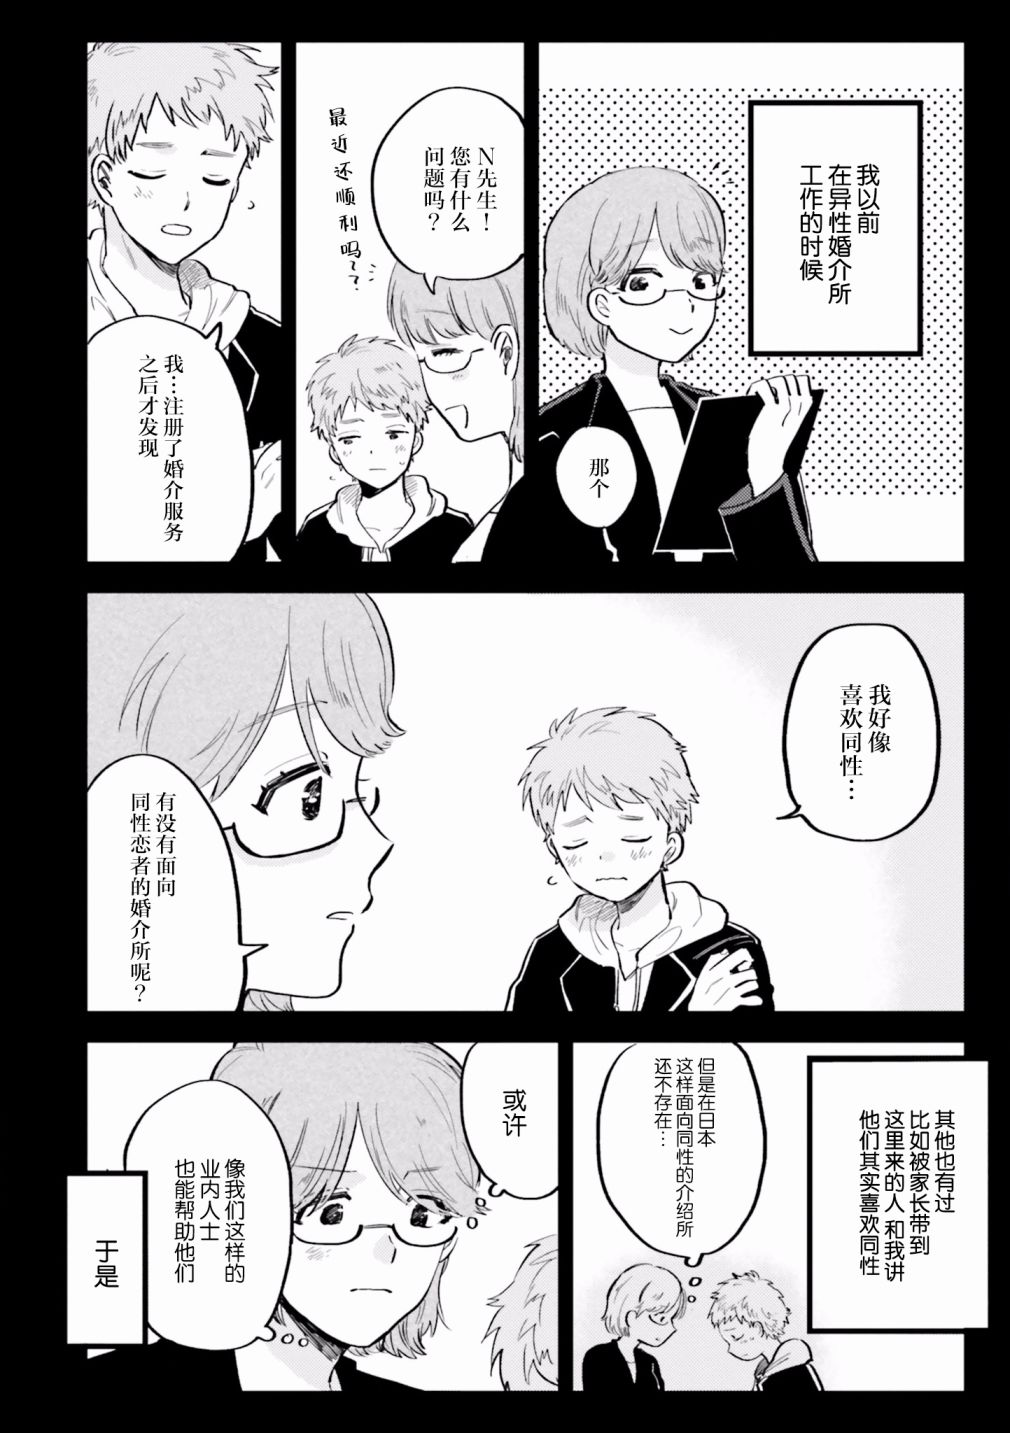 我以前
在异性婚介所
工作的时候
那个
N先生！
您有什么
问题吗？
最近还顺利吗～？
我…注册了婚介服务
之后才发现
我好像
喜欢同性…
有没有面向
同性恋者的婚介所呢？
其他也有过
比如被家长带到
这里来的人 和我讲
他们其实喜欢同性
但是在日本
这样面向同性的介绍所
还不存在…
或许
像我们这样的
业内人士
也能帮助他们
于是